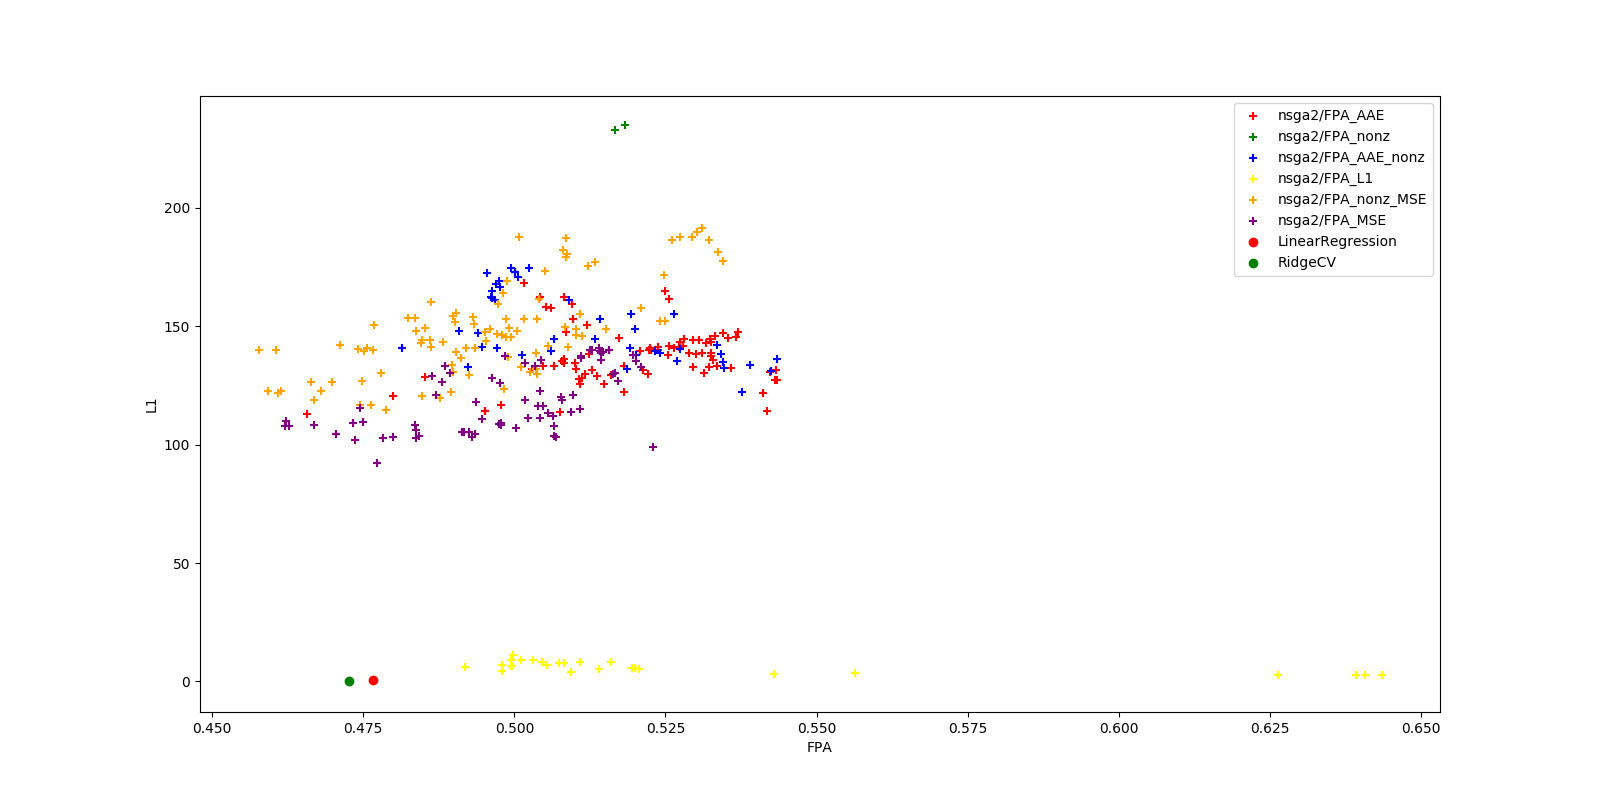 nsga2/FPA_AAE
nsga2/FPA_nonz
nsga2/FPA_AAE_nonz
nsga2/FPA_L1
nsga2/FPA_nonz_MSE
nsga2/FPA_MSE
LinearRegression
RidgeCV
200
150
100
50
0
L1
0.450 0.475 0.500 0.525 0.550 0.575 0.600 0.625 0.650
FPA